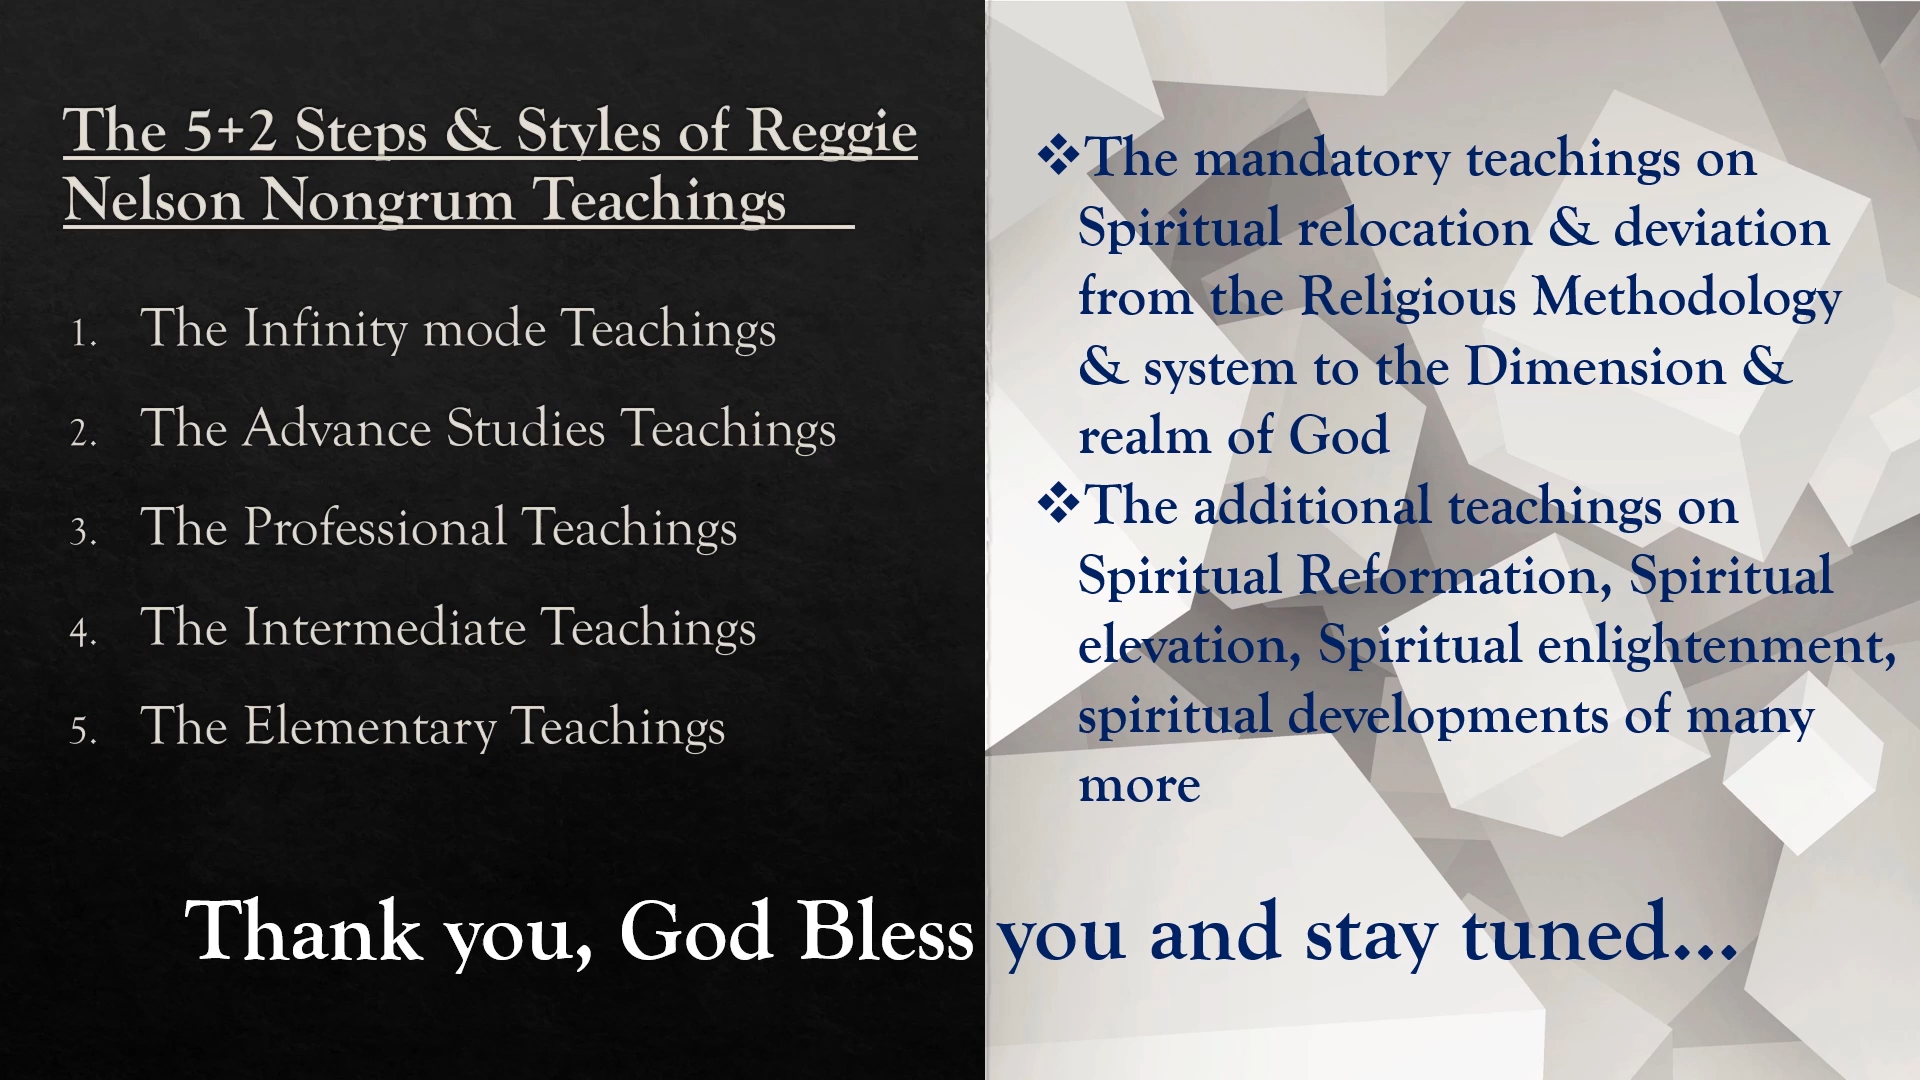 The 5+2 Steps & Styles of Reggie
Nelson Nongrum Teachings
1. The Infinity mode Teachings
2. The Advance Studies Teachings
3. The Professional Teachings
4. The Intermediate Teachings
5. The Elementary Teachings
❖The mandatory teachings on
Spiritual relocation & deviation
from the Religious Methodology
& system to the Dimension &
realm of God
❖The additional teachings on
Spiritual Reformation, Spiritual
elevation, Spiritual enlightenment,
spiritual developments of many
more
Thank you, God Bless you and stay tuned...